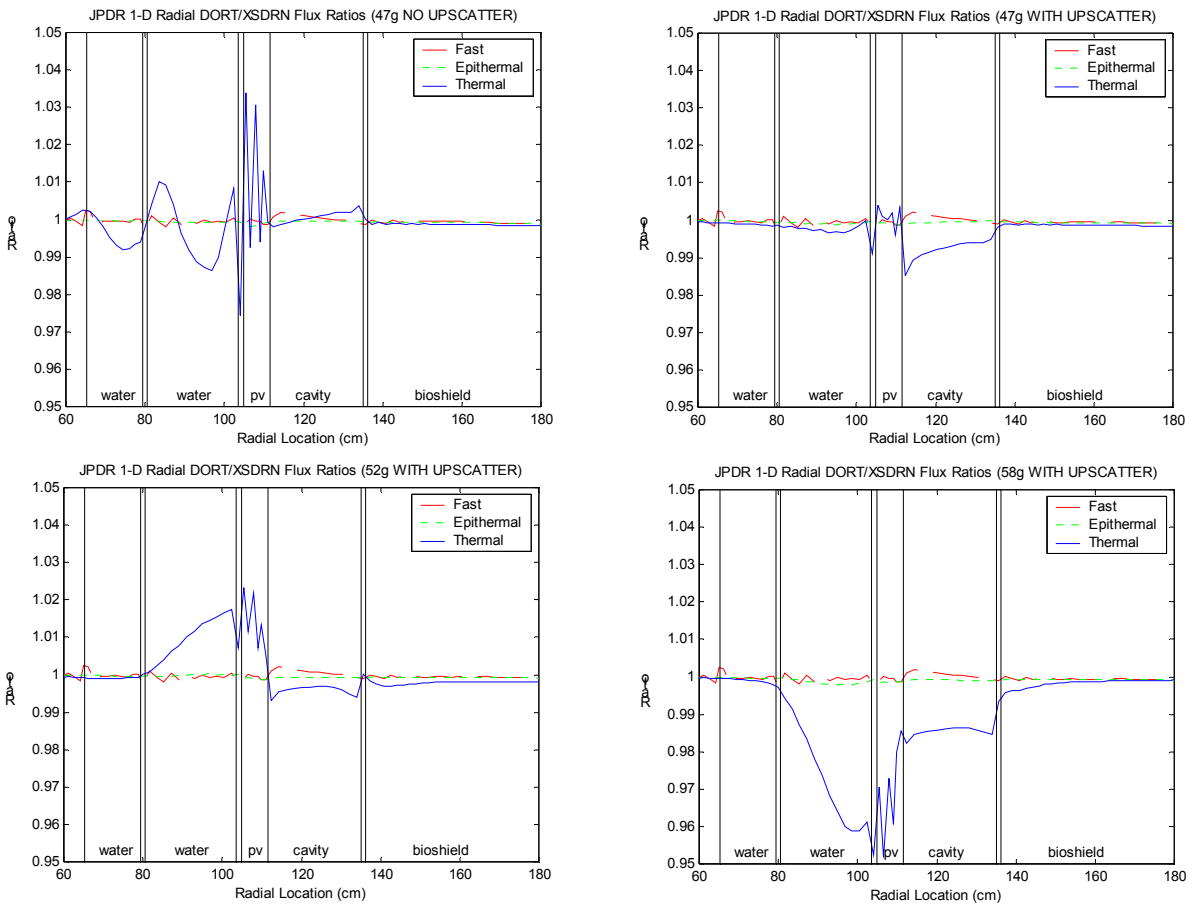 JPDR 1-D Radial DORT/XSDRN Flux Ratios (47g NO UPSCATTER)
1.05
1.04
1.03
1.02
1.01
1
0.99
0.98
0.97
0.96
0.95
Ratio
Fast
Epithermal
Thermal
water water pv cavity bioshield
60 80 100 120 140 160 180
Radial Location (cm)
JPDR 1-D Radial DORT/XSDRN Flux Ratios (47g WITH UPSCATTER)
1.05
1.04
1.03
1.02
1.01
1
0.99
0.98
0.97
0.96
0.95
Ratio
Fast
Epithermal
Thermal
water water pv cavity bioshield
60 80 100 120 140 160 180
Radial Location (cm)
JPDR 1-D Radial DORT/XSDRN Flux Ratios (52g WITH UPSCATTER)
1.05
1.04
1.03
1.02
1.01
1
0.99
0.98
0.97
0.96
0.95
Ratio
Fast
Epithermal
Thermal
water water pv cavity bioshield
60 80 100 120 140 160 180
Radial Location (cm)
JPDR 1-D Radial DORT/XSDRN Flux Ratios (58g WITH UPSCATTER)
1.05
1.04
1.03
1.02
1.01
1
0.99
0.98
0.97
0.96
0.95
Ratio
Fast
Epithermal
Thermal
water water pv cavity bioshield
60 80 100 120 140 160 180
Radial Location (cm)